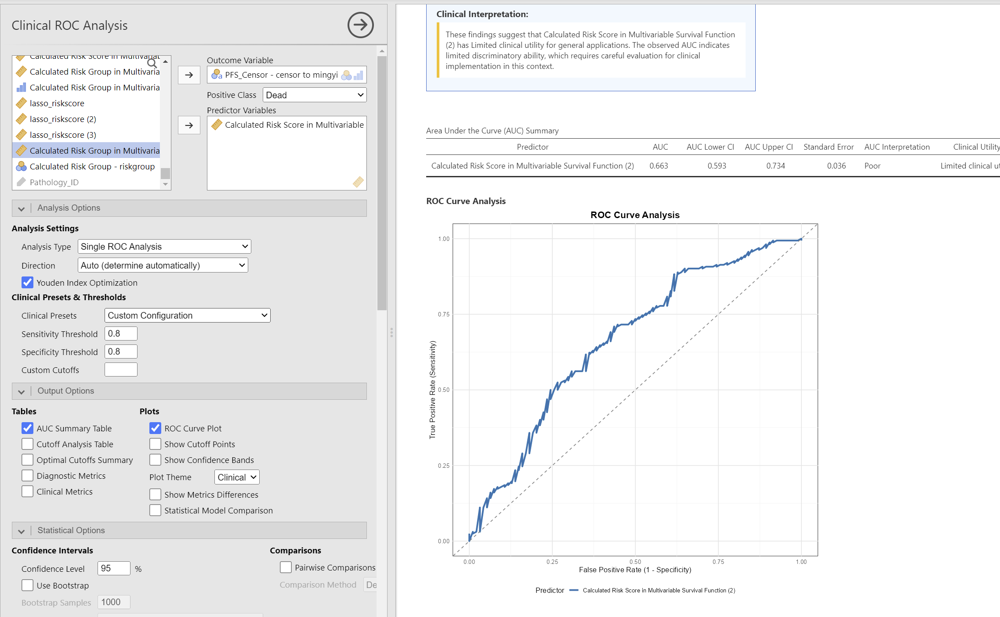 Clinical ROC Analysis
Calculated Risk Score in Multivariat
Calculated Risk Group in Multivaria
Calculated Risk Group in Multivaria
lasso_riskscore
lasso_riskscore (2)
lasso_riskscore (3)
Calculated Risk Group in Multivaria
Calculated Risk Group - riskgroup
Pathology_ID
Outcome Variable
a PFS_Censor - censor to mingyi
Positive Class Dead
Predictor Variables
Calculated Risk Score in Multivariable
Analysis Options
Analysis Settings
Analysis Type Single ROC Analysis
Direction Auto (determine automatically)
Youden Index Optimization
Clinical Presets & Thresholds
Clinical Presets Custom Configuration
Sensitivity Threshold 0.8
Specificity Threshold 0.8
Custom Cutoffs
Output Options
Tables
AUC Summary Table
Cutoff Analysis Table
Optimal Cutoffs Summary
Diagnostic Metrics
Clinical Metrics
Plots
ROC Curve Plot
Show Cutoff Points
Show Confidence Bands
Plot Theme Clinical
Show Metrics Differences
Statistical Model Comparison
Statistical Options
Confidence Intervals
Confidence Level 95 %
Use Bootstrap
Bootstrap Samples 1000
Comparisons
Pairwise Comparisons
Comparison Method De
Clinical Interpretation:
These findings suggest that Calculated Risk Score in Multivariable Survival Function
(2) has Limited clinical utility for general applications. The observed AUC indicates
limited discriminatory ability, which requires careful evaluation for clinical
implementation in this context.
Area Under the Curve (AUC) Summary
Predictor AUC AUC Lower CI AUC Upper CI Standard Error AUC Interpretation Clinical Utility
Calculated Risk Score in Multivariable Survival Function (2) 0.663 0.593 0.734 0.036 Poor Limited clinical ut
ROC Curve Analysis
ROC Curve Analysis
True Positive Rate (Sensitivity)
1.00
0.75
0.50
0.25
0.00
0.00 0.25 0.50 0.75 1.00
False Positive Rate (1 - Specificity)
Predictor Calculated Risk Score in Multivariable Survival Function (2)